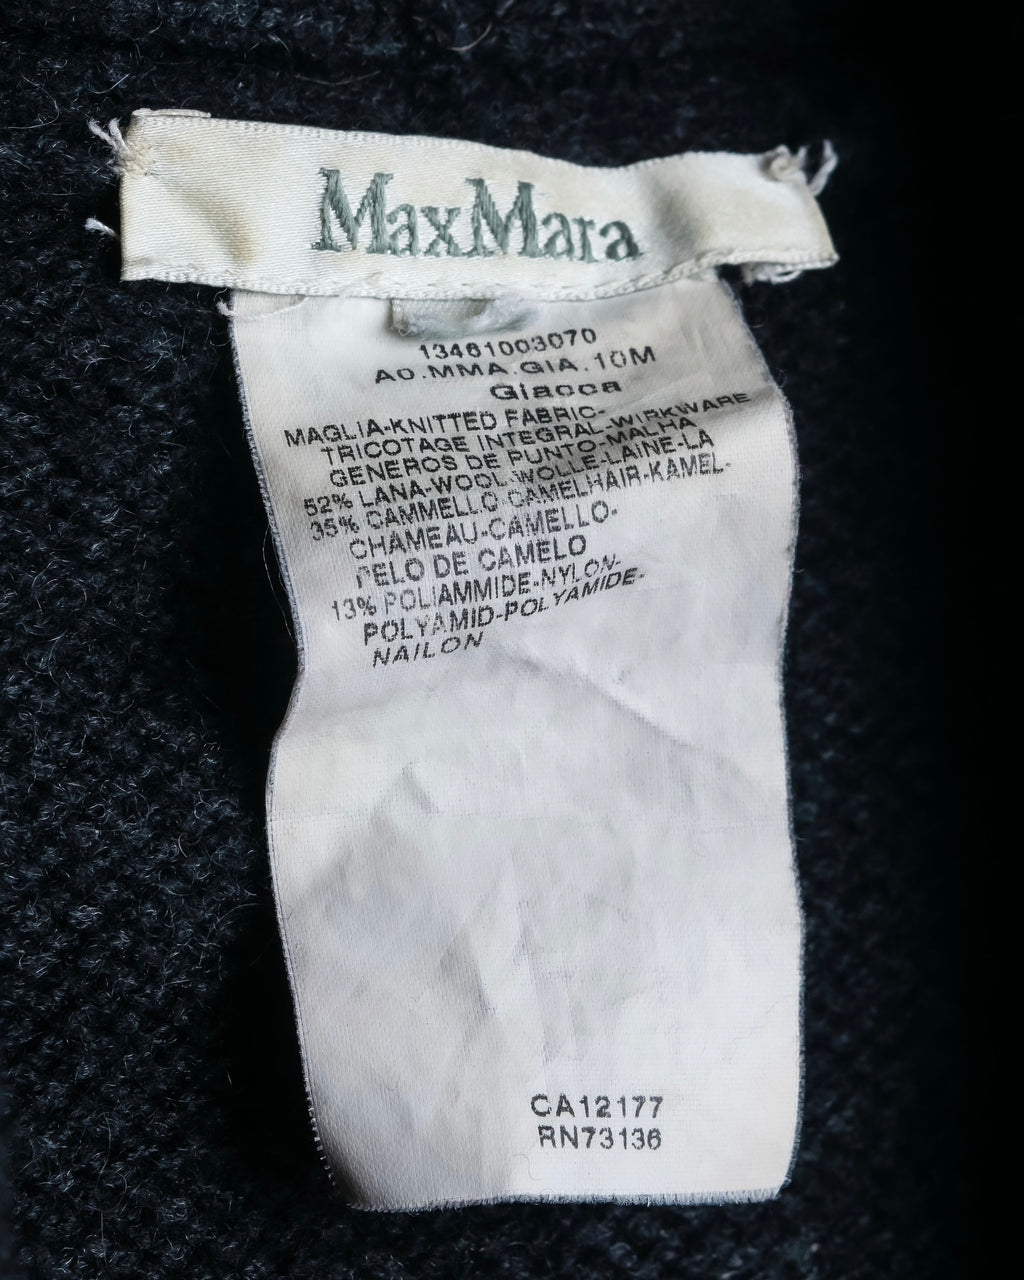 MaxMara
13461003070
AO.MMA.GIA.10M
Giacca
MAGLIA-KNITTED FABRIC-
TRICOTAGE INTEGRAL-WIRKWARE
GENEROS DE PUNTO-MALHA
52% LANA-WOOL-WOLLE-LAINE-LA
35% CAMMELLO-CAMELHAIR-KAMEL-
CHAMEAU-CAMELLO-
PELO DE CAMELO
13% POLIAMMIDE-NYLON-
POLYAMID-POLYAMIDE-
NAILON
CA12177
RN73136